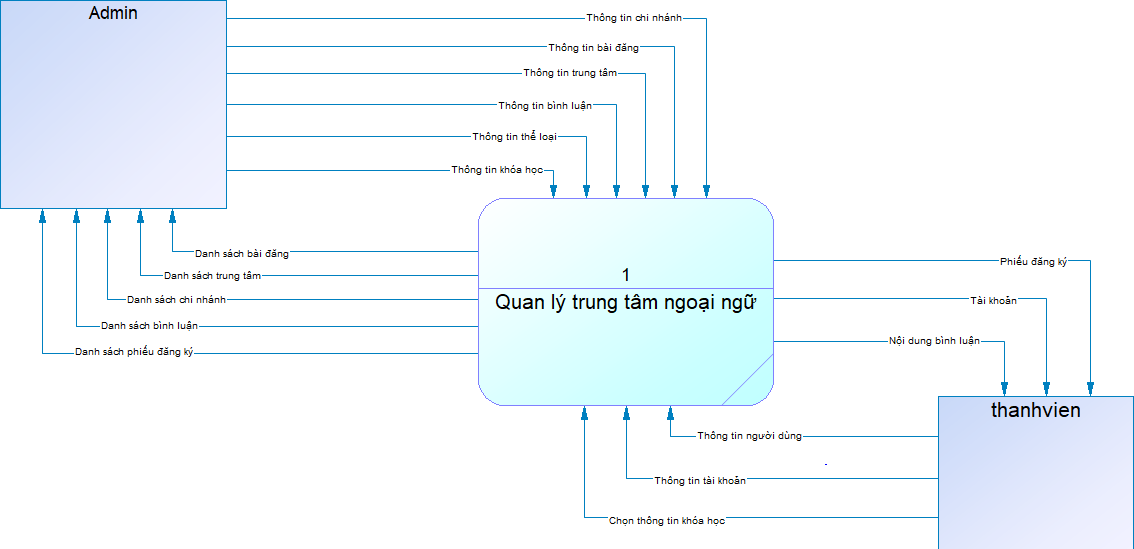 Admin
Thông tin chi nhánh
Thông tin bài đăng
Thông tin trung tâm
Thông tin bình luận
Thông tin thể loại
Thông tin khóa học
Danh sách bài đăng
Danh sách trung tâm
Danh sách chi nhánh
Danh sách bình luận
Danh sách phiếu đăng ký
1
Quan lý trung tâm ngoại ngữ
Phiếu đăng ký
Tài khoản
Nội dung bình luận
thanhvien
Thông tin người dùng
Thông tin tài khoản
Chọn thông tin khóa học